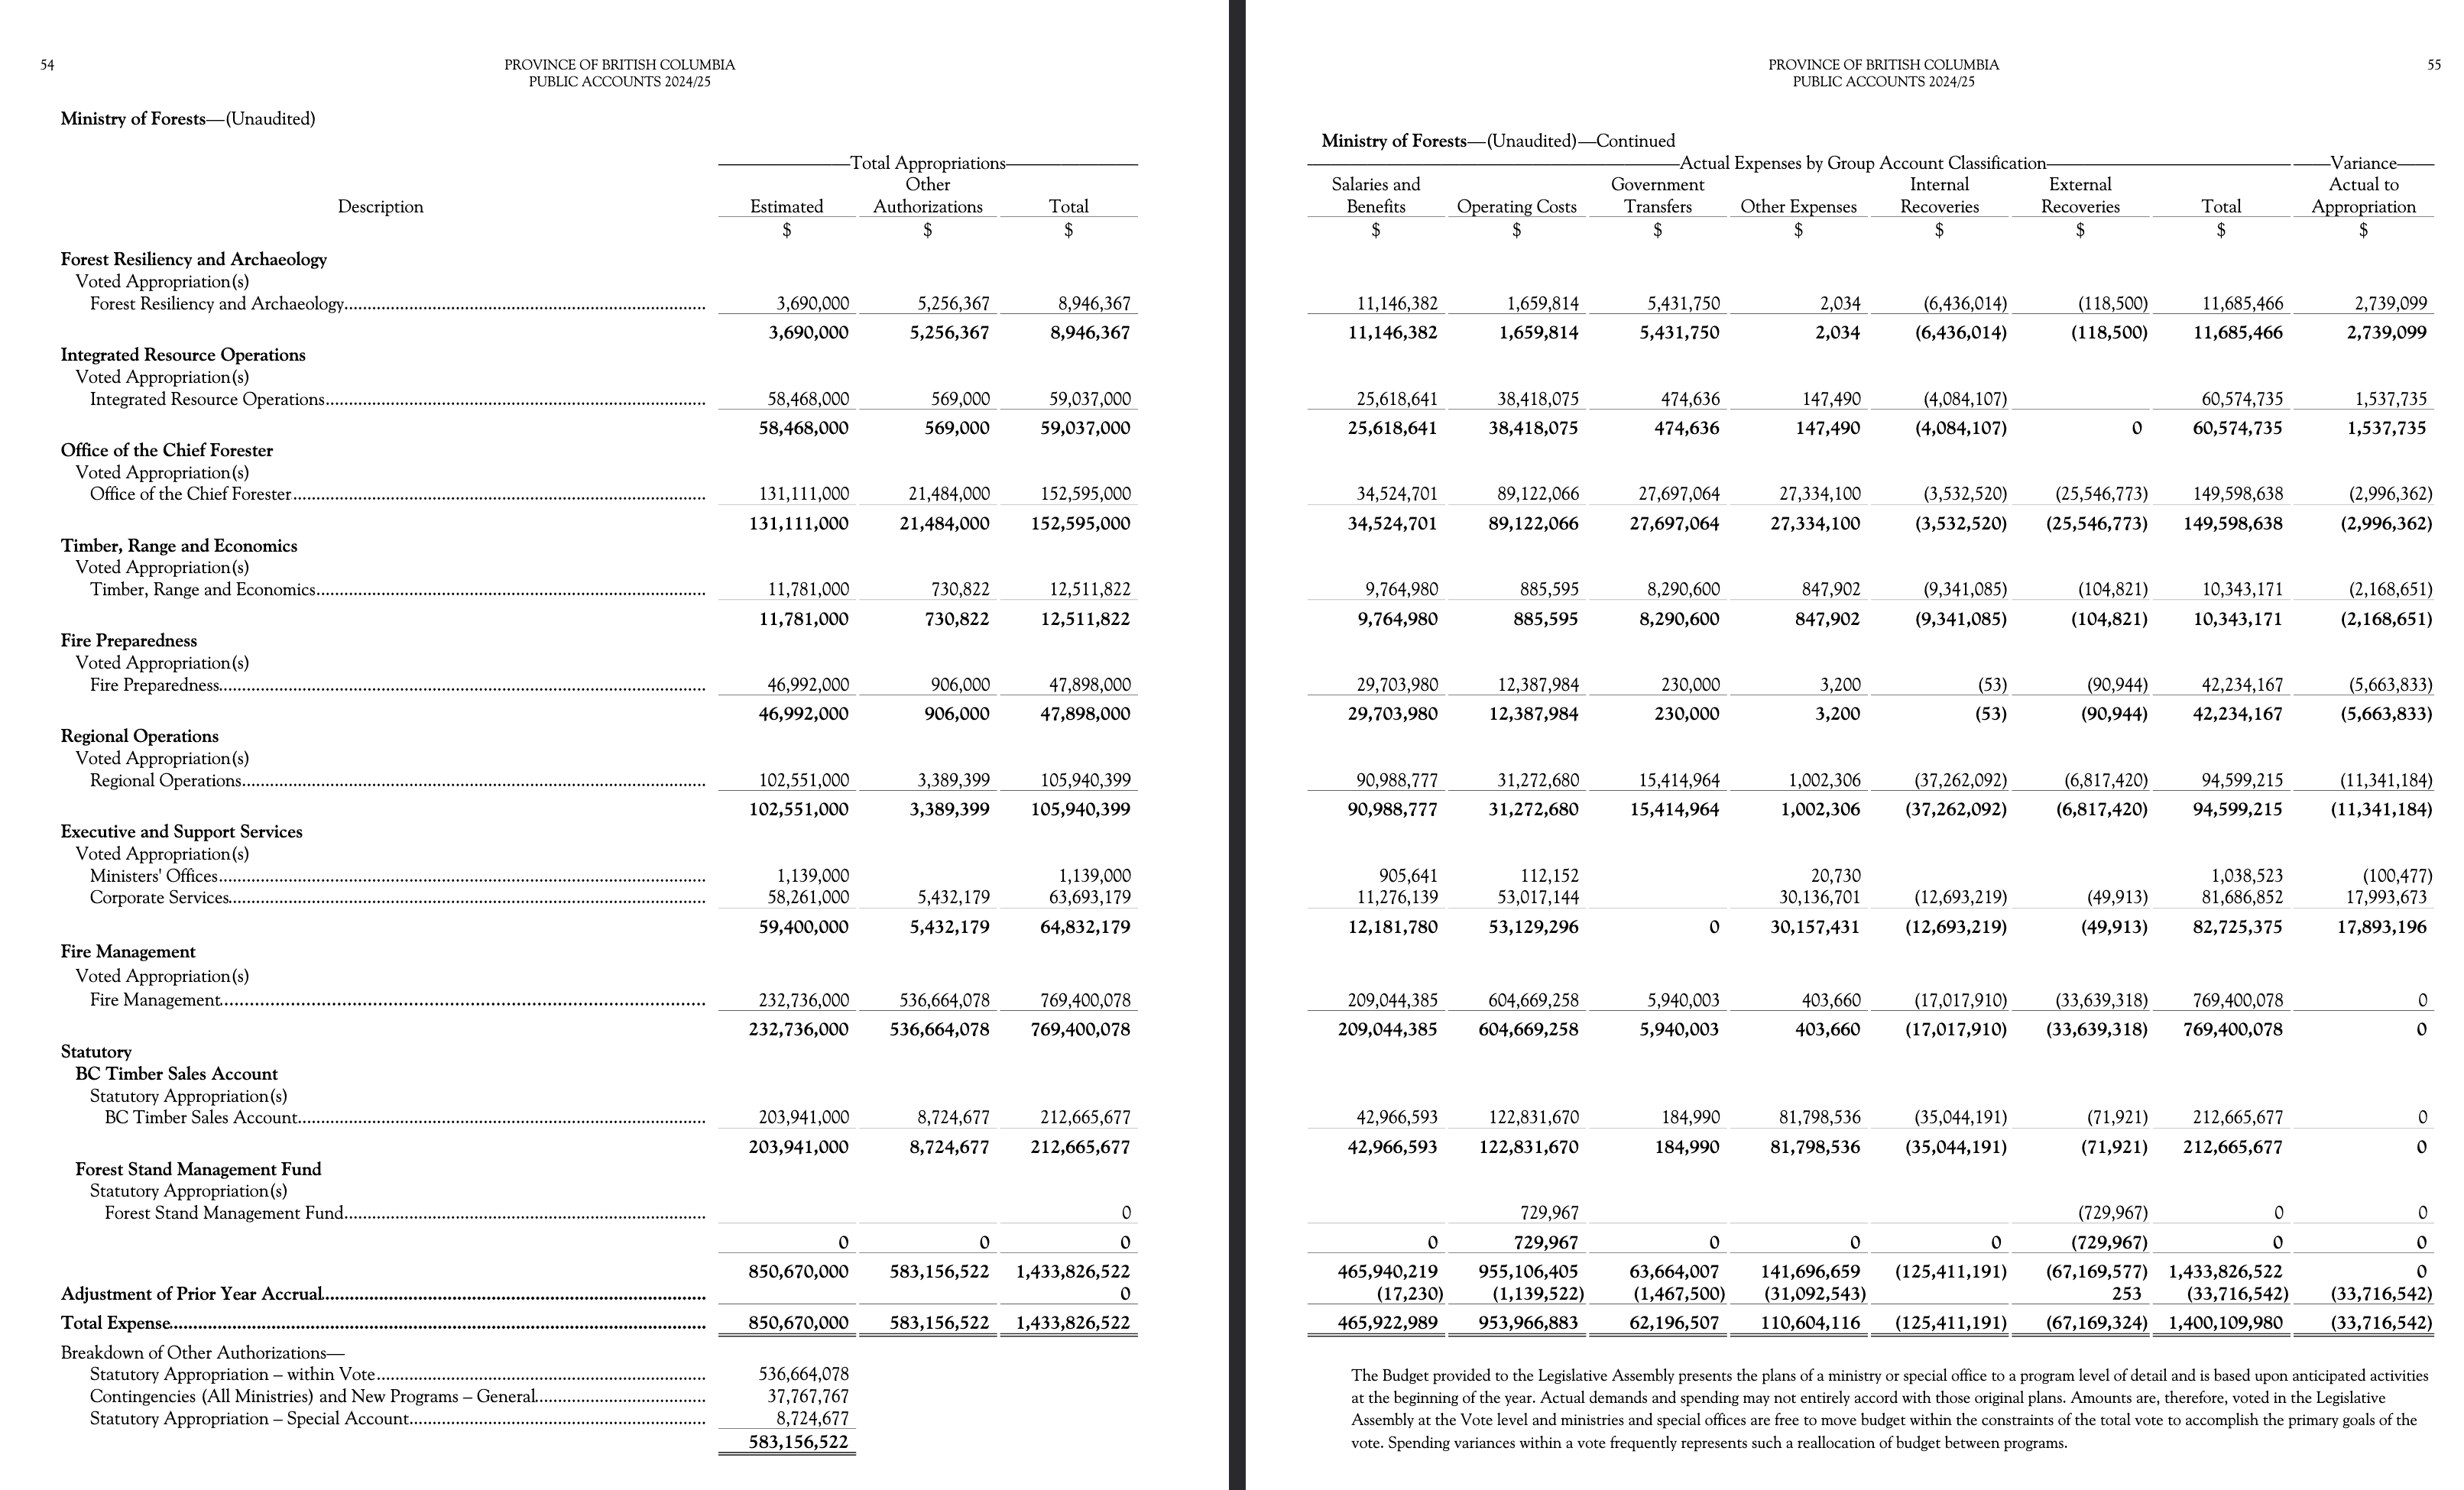 54
PROVINCE OF BRITISH COLUMBIA
PUBLIC ACCOUNTS 2024/25
Ministry of Forests—(Unaudited)
Total Appropriations
Other
Description Estimated Authorizations Total
$ $ $
Forest Resiliency and Archaeology
Voted Appropriation(s)
Forest Resiliency and Archaeology 3,690,000 5,256,367 8,946,367
3,690,000 5,256,367 8,946,367
Integrated Resource Operations
Voted Appropriation(s)
Integrated Resource Operations 58,468,000 569,000 59,037,000
58,468,000 569,000 59,037,000
Office of the Chief Forester
Voted Appropriation(s)
Office of the Chief Forester 131,111,000 21,484,000 152,595,000
131,111,000 21,484,000 152,595,000
Timber, Range and Economics
Voted Appropriation(s)
Timber, Range and Economics 11,781,000 730,822 12,511,822
11,781,000 730,822 12,511,822
Fire Preparedness
Voted Appropriation(s)
Fire Preparedness 46,992,000 906,000 47,898,000
46,992,000 906,000 47,898,000
Regional Operations
Voted Appropriation(s)
Regional Operations 102,551,000 3,389,399 105,940,399
102,551,000 3,389,399 105,940,399
Executive and Support Services
Voted Appropriation(s)
Ministers' Offices 1,139,000 1,139,000
Corporate Services 58,261,000 5,432,179 63,693,179
59,400,000 5,432,179 64,832,179
Fire Management
Voted Appropriation(s)
Fire Management 232,736,000 536,664,078 769,400,078
232,736,000 536,664,078 769,400,078
Statutory
BC Timber Sales Account
Statutory Appropriation(s)
BC Timber Sales Account 203,941,000 8,724,677 212,665,677
203,941,000 8,724,677 212,665,677
Forest Stand Management Fund
Statutory Appropriation(s)
Forest Stand Management Fund 0
0 0 0
850,670,000 583,156,522 1,433,826,522
Adjustment of Prior Year Accrual 0
Total Expense 850,670,000 583,156,522 1,433,826,522
Breakdown of Other Authorizations—
Statutory Appropriation – within Vote 536,664,078
Contingencies (All Ministries) and New Programs – General 37,767,767
Statutory Appropriation – Special Account 8,724,677
583,156,522
PROVINCE OF BRITISH COLUMBIA
PUBLIC ACCOUNTS 2024/25
55
Ministry of Forests—(Unaudited)—Continued
Actual Expenses by Group Account Classification Variance
Salaries and Government Internal External Actual to
Benefits Operating Costs Transfers Other Expenses Recoveries Recoveries Total Appropriation
$ $ $ $ $ $ $ $
11,146,382 1,659,814 5,431,750 2,034 (6,436,014) (118,500) 11,685,466 2,739,099
11,146,382 1,659,814 5,431,750 2,034 (6,436,014) (118,500) 11,685,466 2,739,099
25,618,641 38,418,075 474,636 147,490 (4,084,107) 60,574,735 1,537,735
25,618,641 38,418,075 474,636 147,490 (4,084,107) 0 60,574,735 1,537,735
34,524,701 89,122,066 27,697,064 27,334,100 (3,532,520) (25,546,773) 149,598,638 (2,996,362)
34,524,701 89,122,066 27,697,064 27,334,100 (3,532,520) (25,546,773) 149,598,638 (2,996,362)
9,764,980 885,595 8,290,600 847,902 (9,341,085) (104,821) 10,343,171 (2,168,651)
9,764,980 885,595 8,290,600 847,902 (9,341,085) (104,821) 10,343,171 (2,168,651)
29,703,980 12,387,984 230,000 3,200 (53) (90,944) 42,234,167 (5,663,833)
29,703,980 12,387,984 230,000 3,200 (53) (90,944) 42,234,167 (5,663,833)
90,988,777 31,272,680 15,414,964 1,002,306 (37,262,092) (6,817,420) 94,599,215 (11,341,184)
90,988,777 31,272,680 15,414,964 1,002,306 (37,262,092) (6,817,420) 94,599,215 (11,341,184)
905,641 112,152 20,730 1,038,523 (100,477)
11,276,139 53,017,144 30,136,701 (12,693,219) (49,913) 81,686,852 17,993,673
12,181,780 53,129,296 0 30,157,431 (12,693,219) (49,913) 82,725,375 17,893,196
209,044,385 604,669,258 5,940,003 403,660 (17,017,910) (33,639,318) 769,400,078 0
209,044,385 604,669,258 5,940,003 403,660 (17,017,910) (33,639,318) 769,400,078 0
42,966,593 122,831,670 184,990 81,798,536 (35,044,191) (71,921) 212,665,677 0
42,966,593 122,831,670 184,990 81,798,536 (35,044,191) (71,921) 212,665,677 0
729,967 (729,967) 0 0
0 729,967 0 0 0 (729,967) 0 0
465,940,219 955,106,405 63,664,007 141,696,659 (125,411,191) (67,169,577) 1,433,826,522 0
(17,230) (1,139,522) (1,467,500) (31,092,543) 253 (33,716,542) (33,716,542)
465,922,989 953,966,883 62,196,507 110,604,116 (125,411,191) (67,169,324) 1,400,109,980 (33,716,542)
The Budget provided to the Legislative Assembly presents the plans of a ministry or special office to a program level of detail and is based upon anticipated activities
at the beginning of the year. Actual demands and spending may not entirely accord with those original plans. Amounts are, therefore, voted in the Legislative
Assembly at the Vote level and ministries and special offices are free to move budget within the constraints of the total vote to accomplish the primary goals of the
vote. Spending variances within a vote frequently represents such a reallocation of budget between programs.